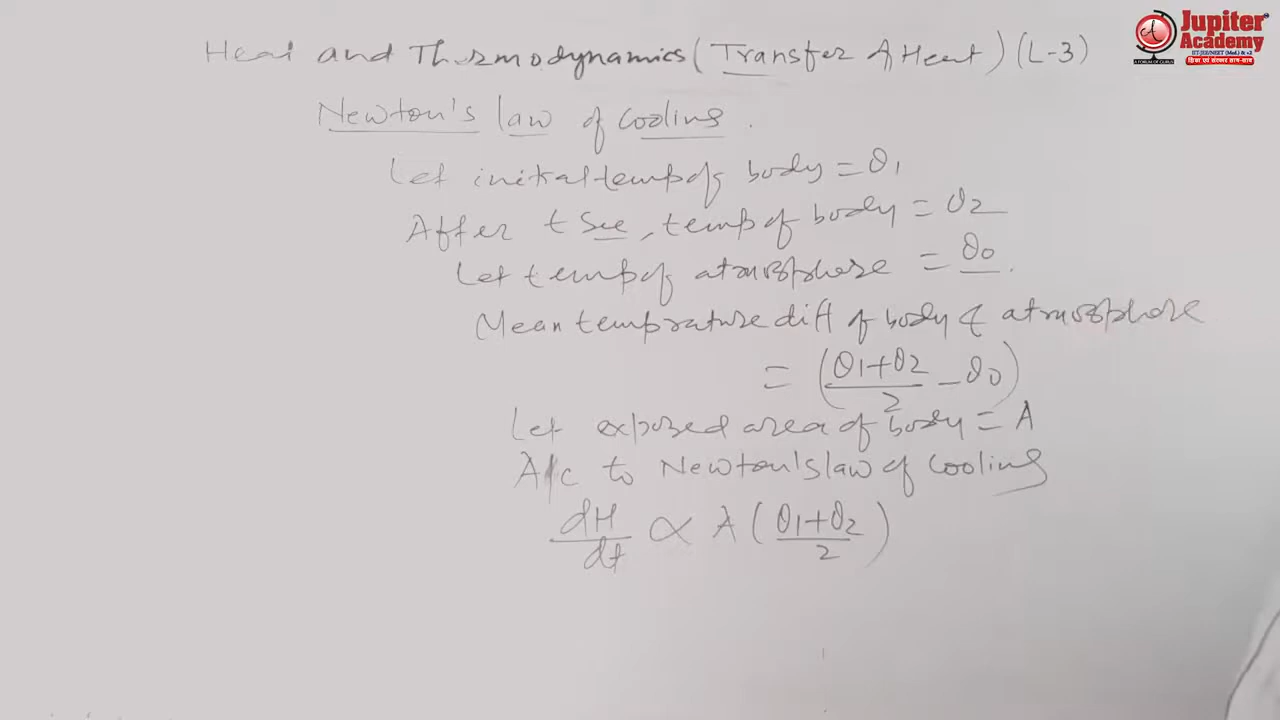 Heat and Thermodynamics (Transfer of Heat) (L-3)
Jupiter
Academy
Newton's law of cooling.
Let initial temp of body = θ1
After t sec, temp of body = θ2
Let temp of atmosphere = θ0.
Mean temprature diff of body & atmosphere
= (θ1+θ2/2 - θ0)
Let exposed area of body = A
A/c to Newton's law of cooling
dH/dt ∝ A (θ1+θ2/2)